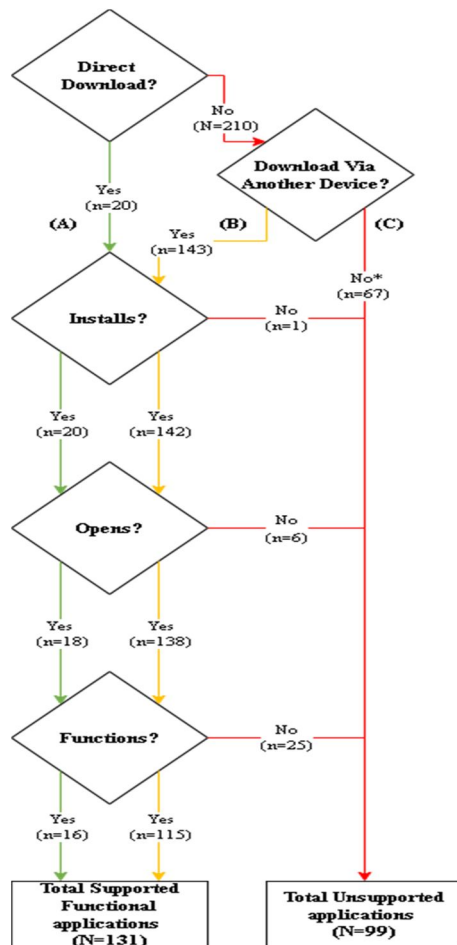 Direct
Download?
No
(N=210)
Download Via
Another Device?
Yes
(n=20)
(A)
(B)
(C)
Yes
(n=143)
No*
(n=67)
Installs?
No
(n=1)
Yes
(n=20)
Yes
(n=142)
Opens?
No
(n=6)
Yes
(n=18)
Yes
(n=138)
Functions?
No
(n=25)
Yes
(n=16)
Yes
(n=115)
Total Supported
Functional
applications
(N=131)
Total Unsupported
applications
(N=99)